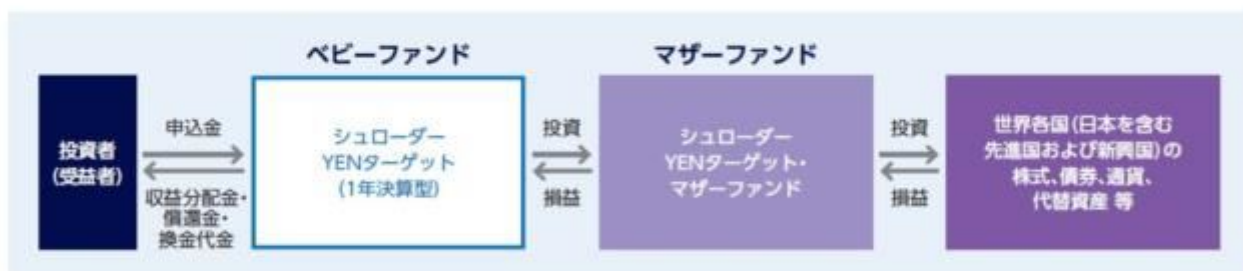 ベビーファンド
マザーファンド
投資者
(受益者)
申込金
収益分配金・
償還金・
換金代金
シュローダー
YENターゲット
(1年決算型)
投資
損益
シュローダー
YENターゲット・
マザーファンド
投資
損益
世界各国(日本を含む
先進国および新興国)の
株式、債券、通貨、
代替資産 等